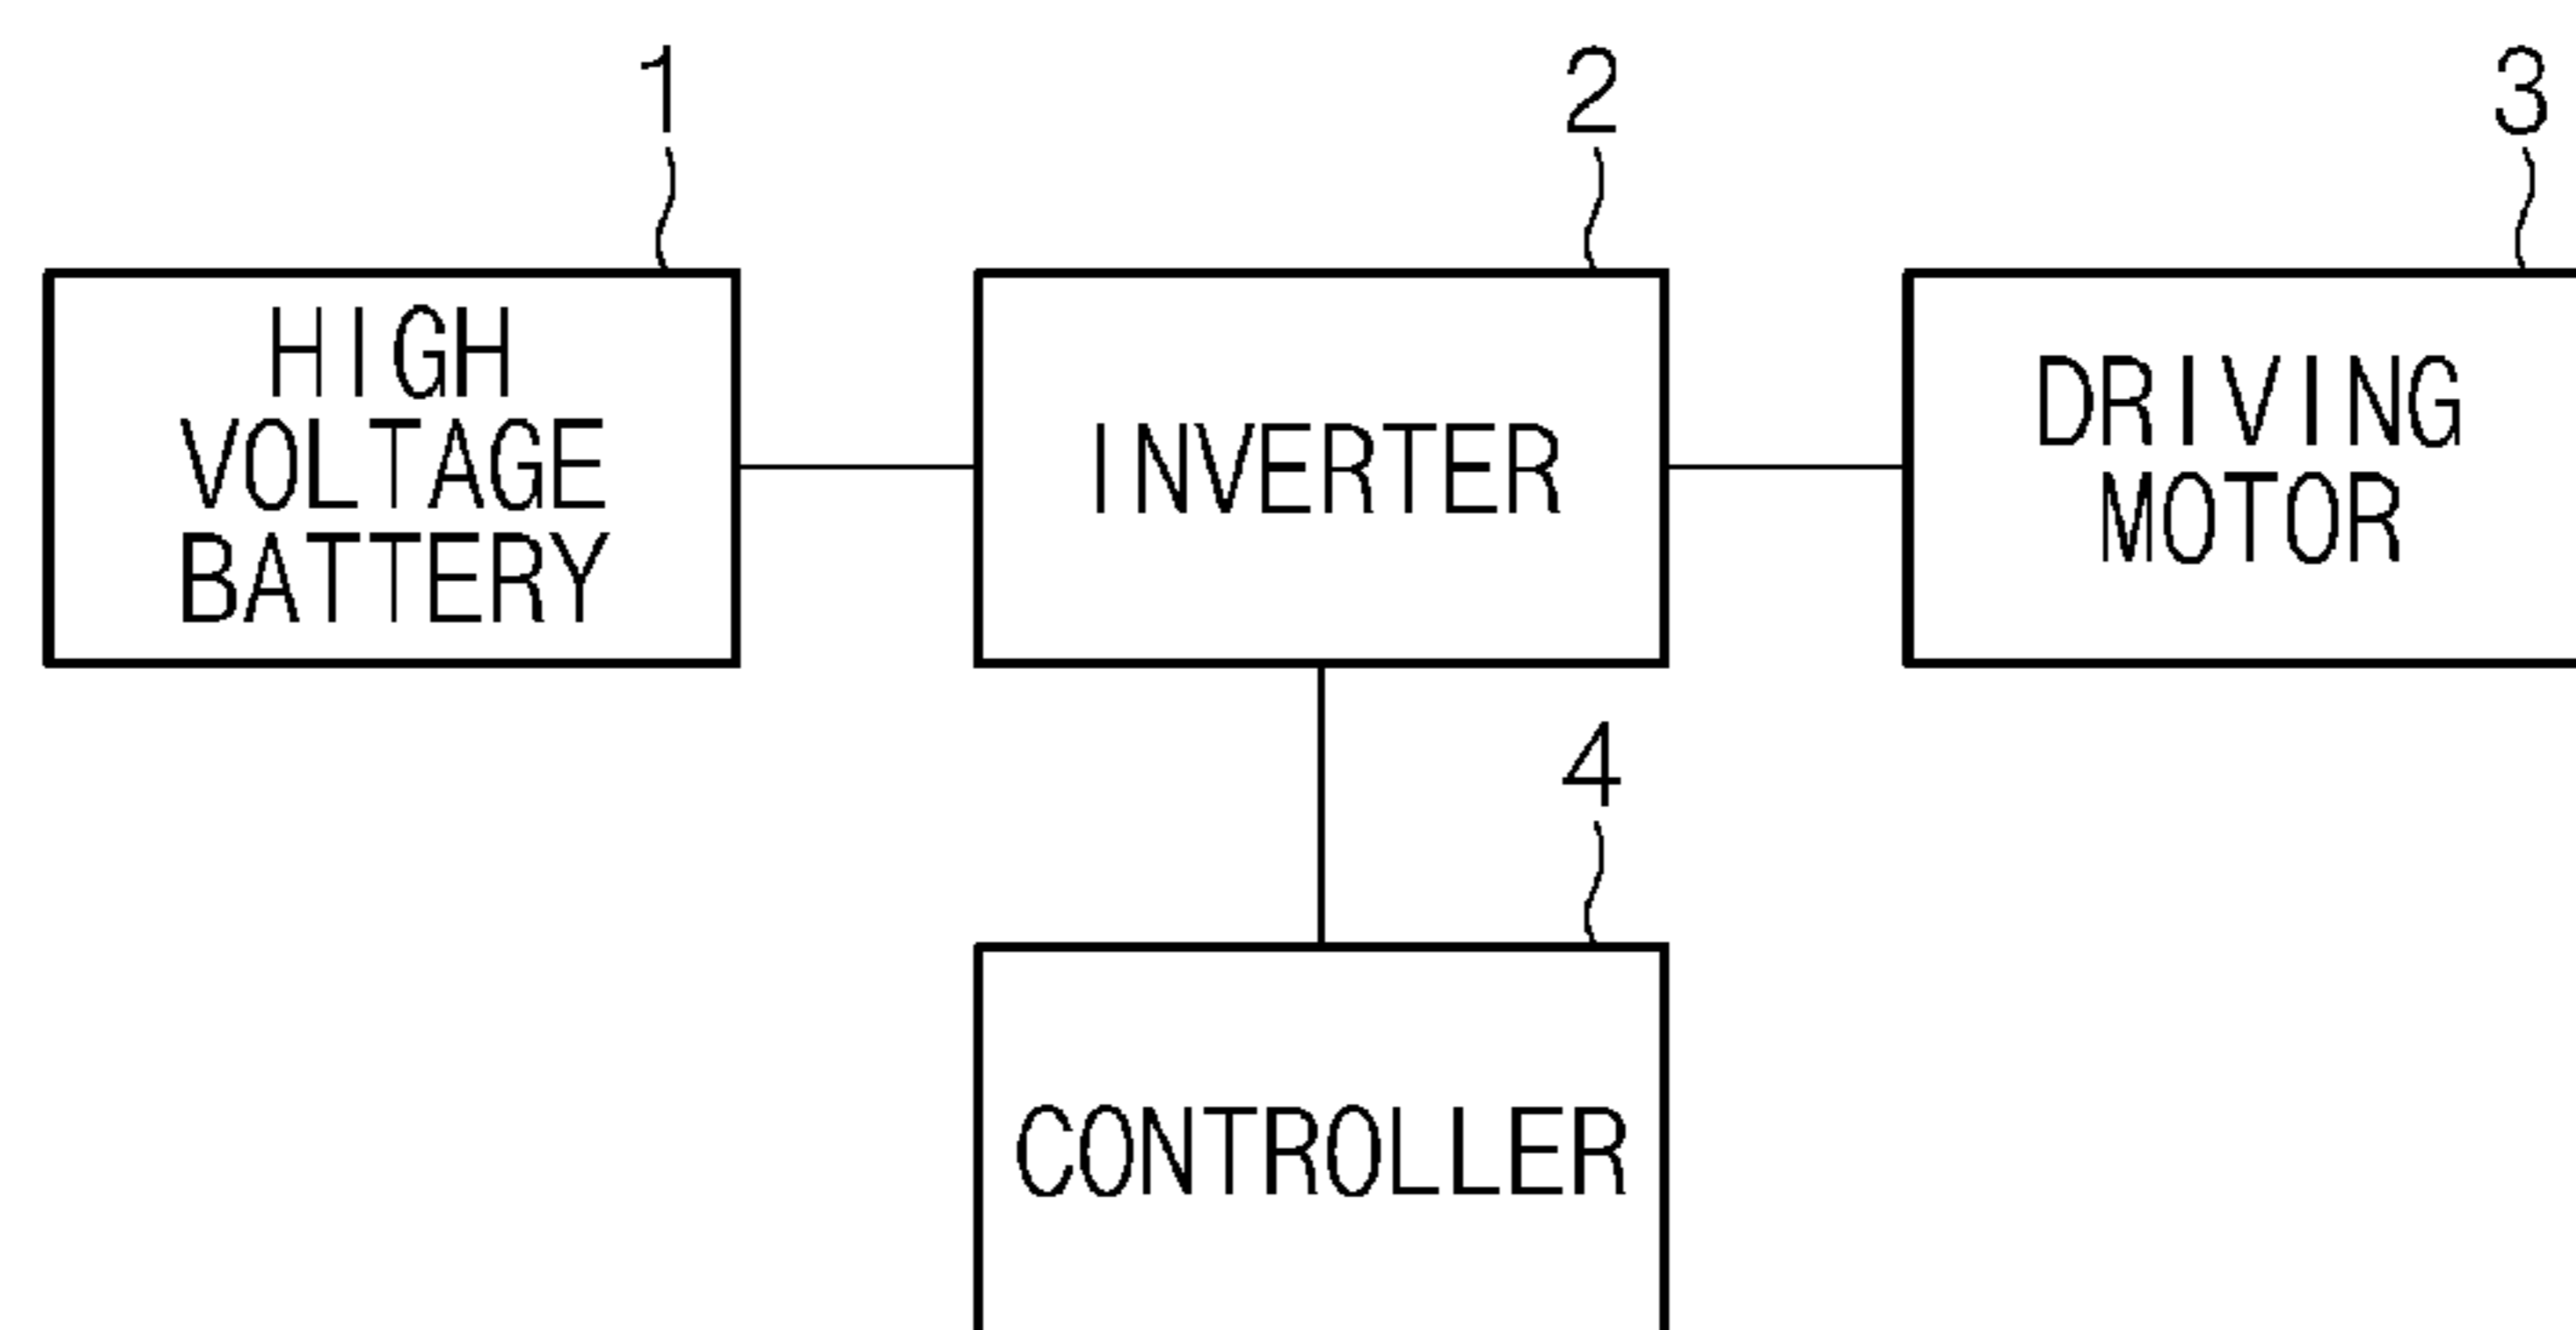 1
2
3
HIGH
VOLTAGE
BATTERY
INVERTER
DRIVING
MOTOR
4
CONTROLLER